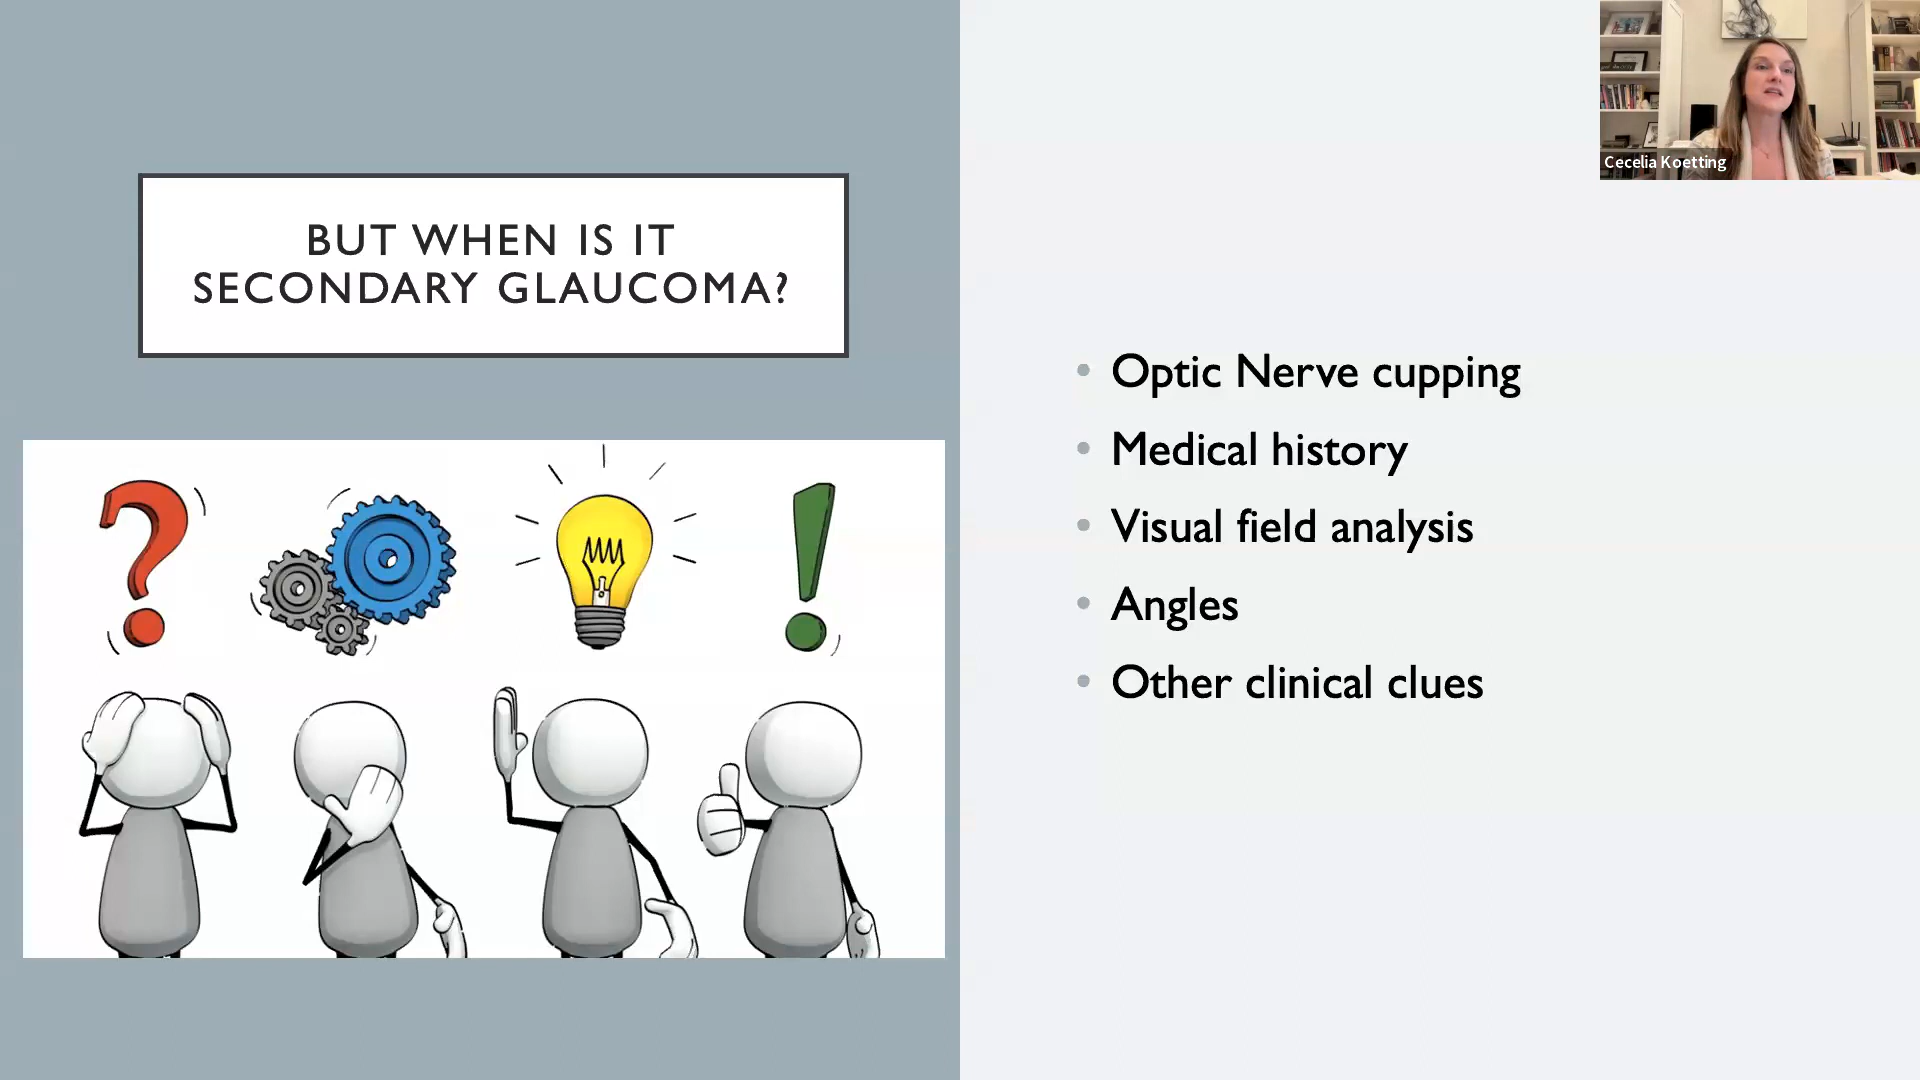 BUT WHEN IS IT
SECONDARY GLAUCOMA?
Optic Nerve cupping
Medical history
Visual field analysis
Angles
Other clinical clues
Cecelia Koetting